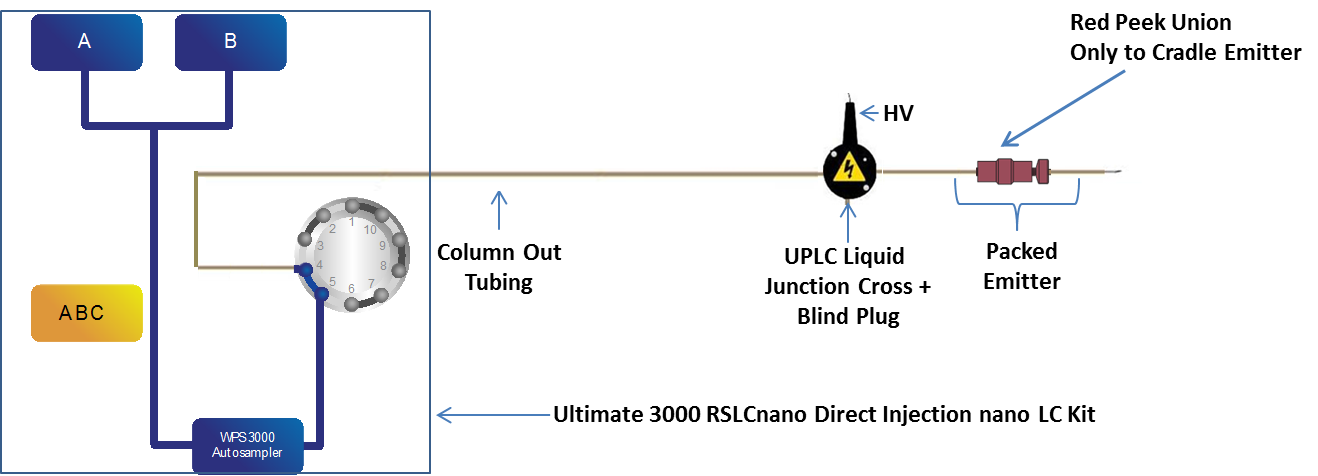 A
B
Red Peek Union
Only to Cradle Emitter
HV
1
2
10
3
9
4
8
5
7
6
Column Out
Tubing
UPLC Liquid
Junction Cross +
Blind Plug
Packed
Emitter
ABC
Ultimate 3000 RSLCnano Direct Injection nano LC Kit
WPS3000
Autosampler